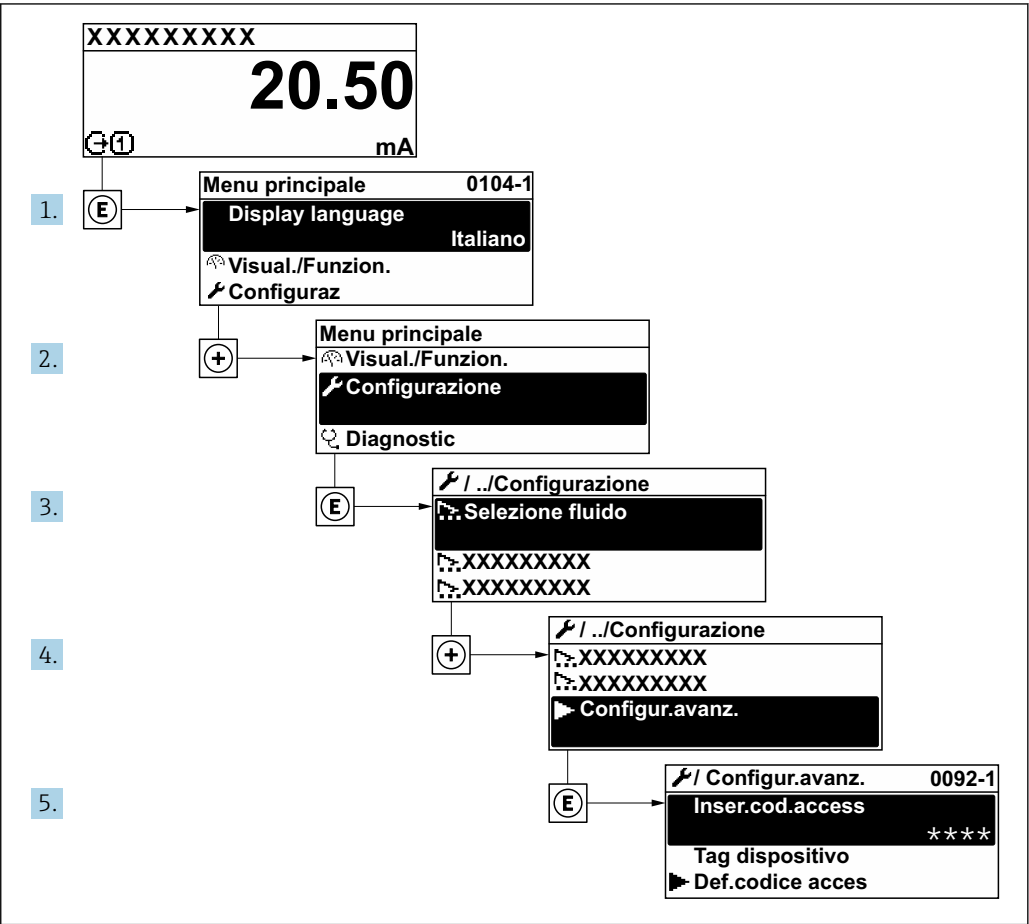 XXXXXXXXX
20.50
1 mA
1. E
Menu principale 0104-1
Display language
Italiano
Visual./Funzion.
Configuraz
2. +
Menu principale
Visual./Funzion.
Configurazione
Diagnostic
3. E
/ ../Configurazione
Selezione fluido
XXXXXXXXX
XXXXXXXXX
4. +
/ ../Configurazione
XXXXXXXXX
XXXXXXXXX
Configur.avanz.
5. E
/ Configur.avanz. 0092-1
Inser.cod.access
****
Tag dispositivo
Def.codice acces